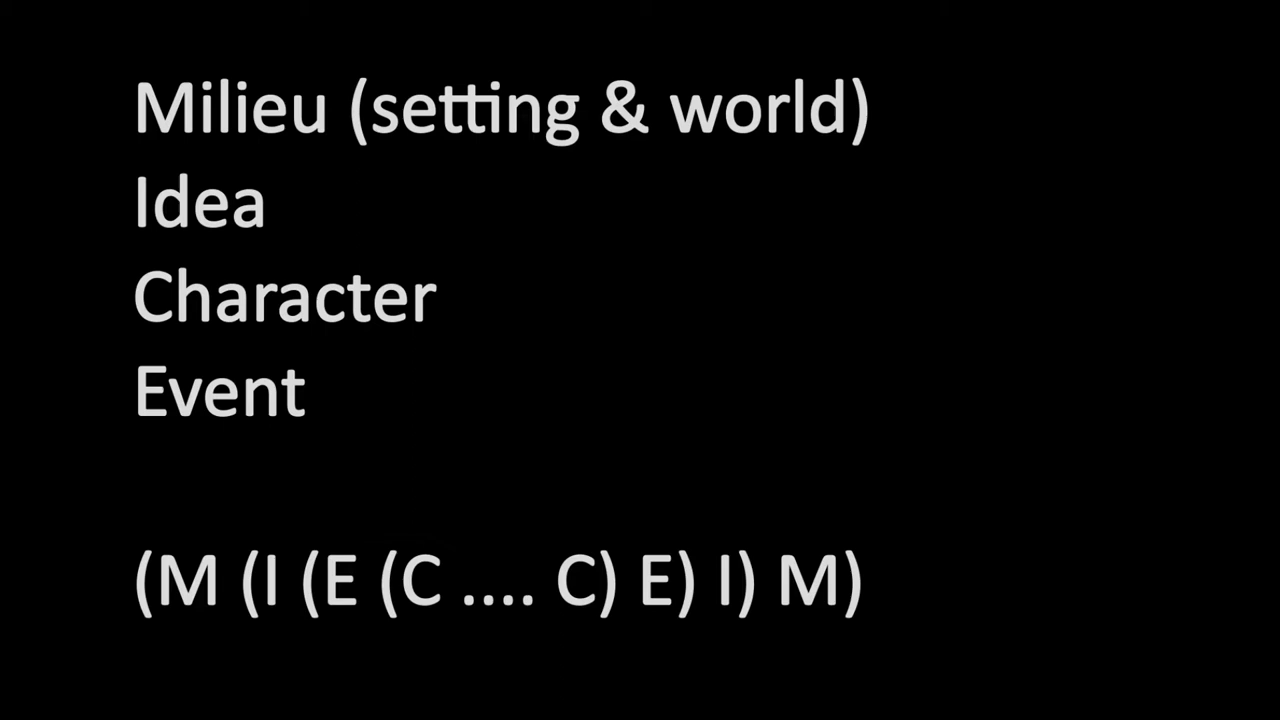 Milieu (setting & world)
Idea
Character
Event
(M (I (E (C .... C) E) I) M)